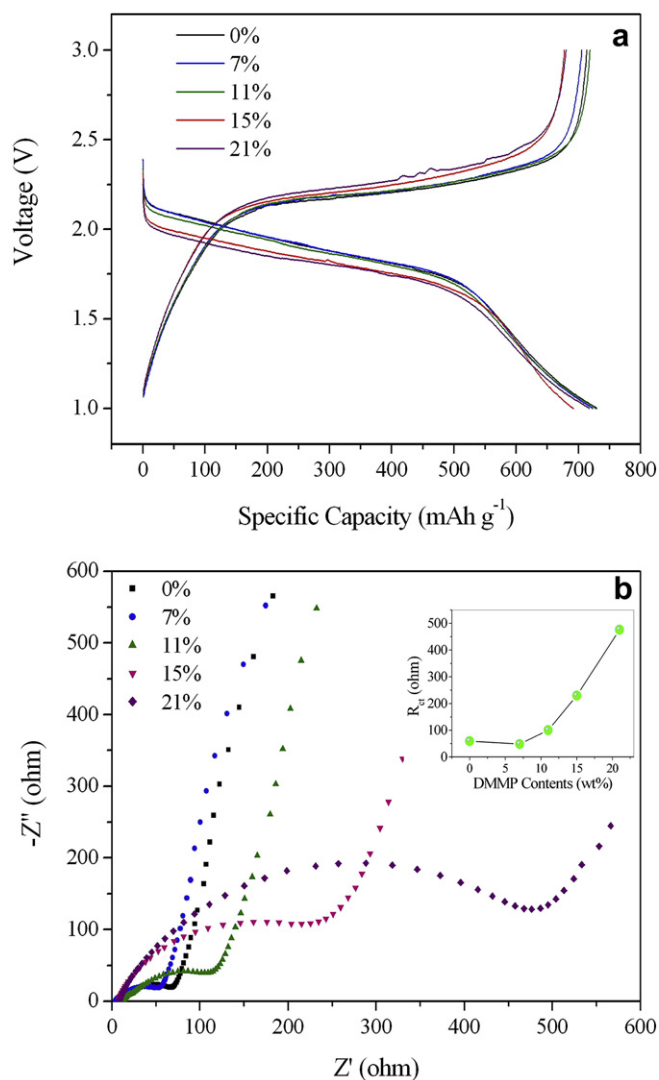 a
0%
7%
11%
15%
21%
3.0
2.5
2.0
1.5
1.0
Voltage (V)
0 100 200 300 400 500 600 700 800
Specific Capacity (mAh g⁻¹)
b
0%
7%
11%
15%
21%
600
500
400
300
200
100
0
-Z'' (ohm)
0 100 200 300 400 500 600
Z' (ohm)
500
400
300
200
100
0
R_ct (ohm)
0 5 10 15 20
DMMP Contents (wt%)